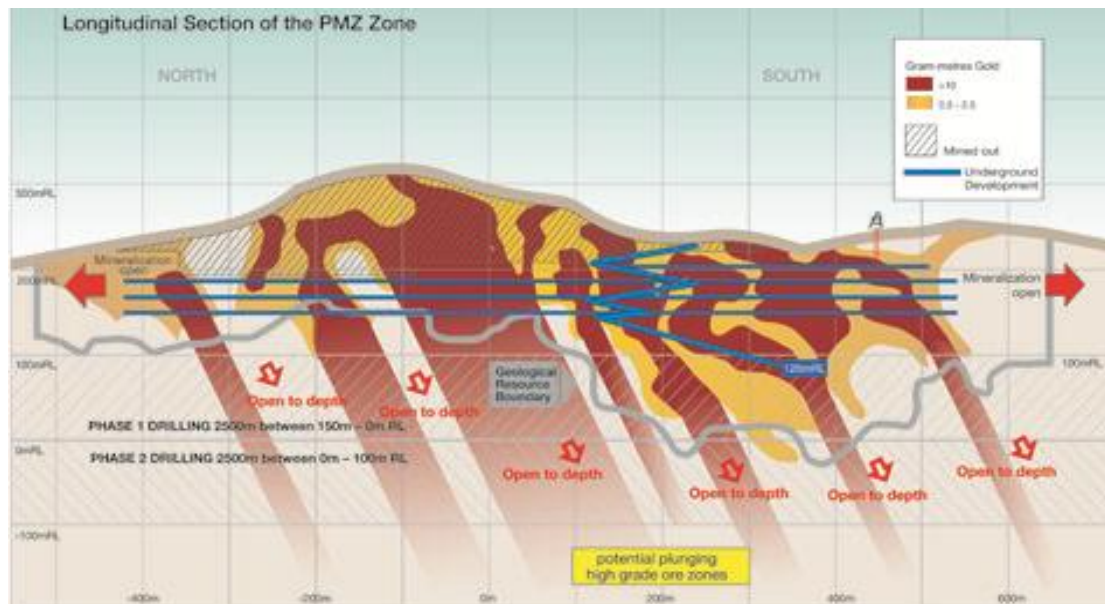 Longitudinal Section of the PMZ Zone
NORTH
SOUTH
Gram-metres Gold
>10
Mined out
Underground
Development
300mRL
A
Mineralization
open
200mRL
Mineralization
open
100mRL
100mRL
120mRL
Geological
Resource
Boundary
Open to depth
Open to depth
PHASE 1 DRILLING 2500m between 150m – 0m RL
0mRL
PHASE 2 DRILLING 2500m between 0m – 100m RL
Open to depth
Open to depth
Open to depth
Open to depth
-100mRL
potential plunging
high grade ore zones
-400m
-200m
0m
200m
400m
600m